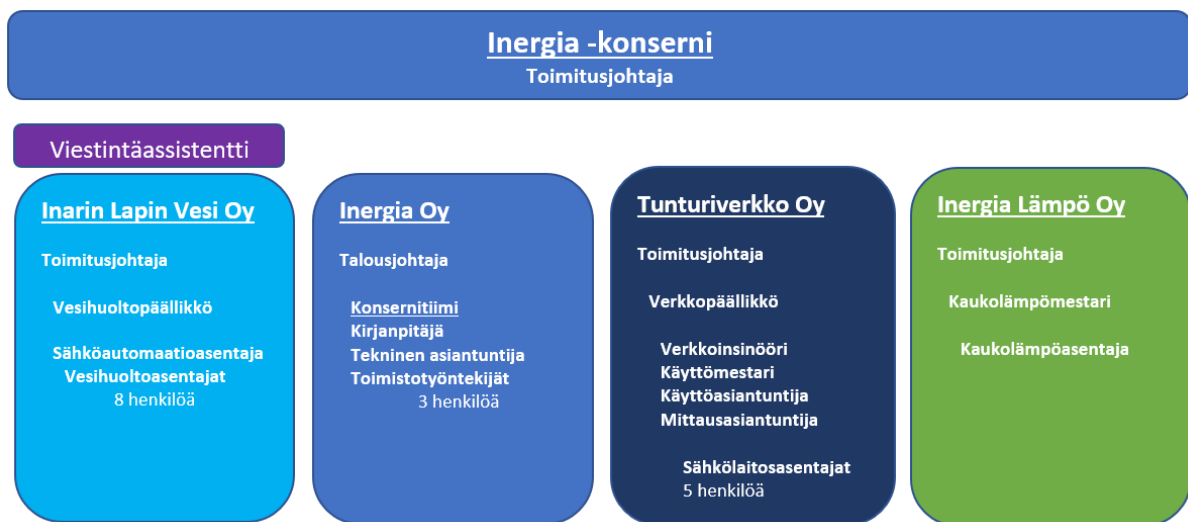 Inergia -konserni
Toimitusjohtaja
Viestintäassistentti
Inarin Lapin Vesi Oy
Toimitusjohtaja
Vesihuoltopäällikkö
Sähköautomaatioasentaja
Vesihuoltoasentajat
8 henkilöä
Inergia Oy
Talousjohtaja
Konsernitiimi
Kirjanpitäjä
Tekninen asiantuntija
Toimistotyöntekijät
3 henkilöä
Tunturiverkko Oy
Toimitusjohtaja
Verkkopäällikkö
Verkkoinsinööri
Käyttömestari
Käyttöasiantuntija
Mittausasiantuntija
Sähkölaitosasentajat
5 henkilöä
Inergia Lämpö Oy
Toimitusjohtaja
Kaukolämpömestari
Kaukolämpöasentaja